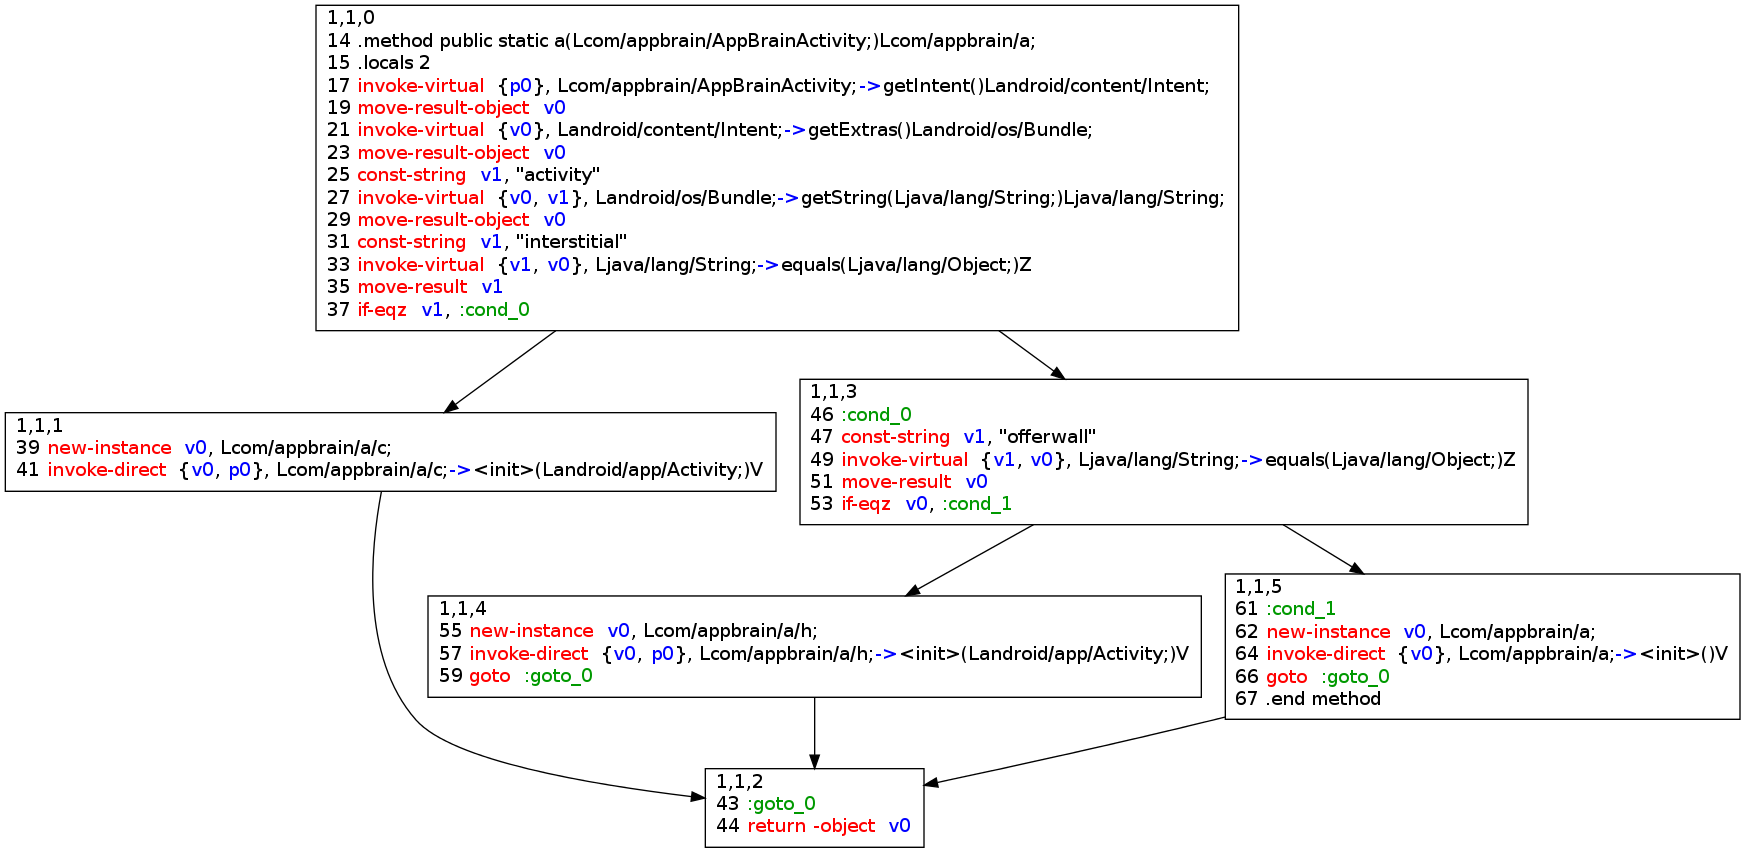 1,1,0
14 .method public static a(Lcom/appbrain/AppBrainActivity;)Lcom/appbrain/a;
15 .locals 2
17 invoke-virtual {p0}, Lcom/appbrain/AppBrainActivity;->getIntent()Landroid/content/Intent;
19 move-result-object v0
21 invoke-virtual {v0}, Landroid/content/Intent;->getExtras()Landroid/os/Bundle;
23 move-result-object v0
25 const-string v1, "activity"
27 invoke-virtual {v0, v1}, Landroid/os/Bundle;->getString(Ljava/lang/String;)Ljava/lang/String;
29 move-result-object v0
31 const-string v1, "interstitial"
33 invoke-virtual {v1, v0}, Ljava/lang/String;->equals(Ljava/lang/Object;)Z
35 move-result v1
37 if-eqz v1, :cond_0
1,1,1
39 new-instance v0, Lcom/appbrain/a/c;
41 invoke-direct {v0, p0}, Lcom/appbrain/a/c;-><init>(Landroid/app/Activity;)V
1,1,3
46 :cond_0
47 const-string v1, "offerwall"
49 invoke-virtual {v1, v0}, Ljava/lang/String;->equals(Ljava/lang/Object;)Z
51 move-result v0
53 if-eqz v0, :cond_1
1,1,4
55 new-instance v0, Lcom/appbrain/a/h;
57 invoke-direct {v0, p0}, Lcom/appbrain/a/h;-><init>(Landroid/app/Activity;)V
59 goto :goto_0
1,1,5
61 :cond_1
62 new-instance v0, Lcom/appbrain/a;
64 invoke-direct {v0}, Lcom/appbrain/a;-><init>()V
66 goto :goto_0
67 .end method
1,1,2
43 :goto_0
44 return -object v0